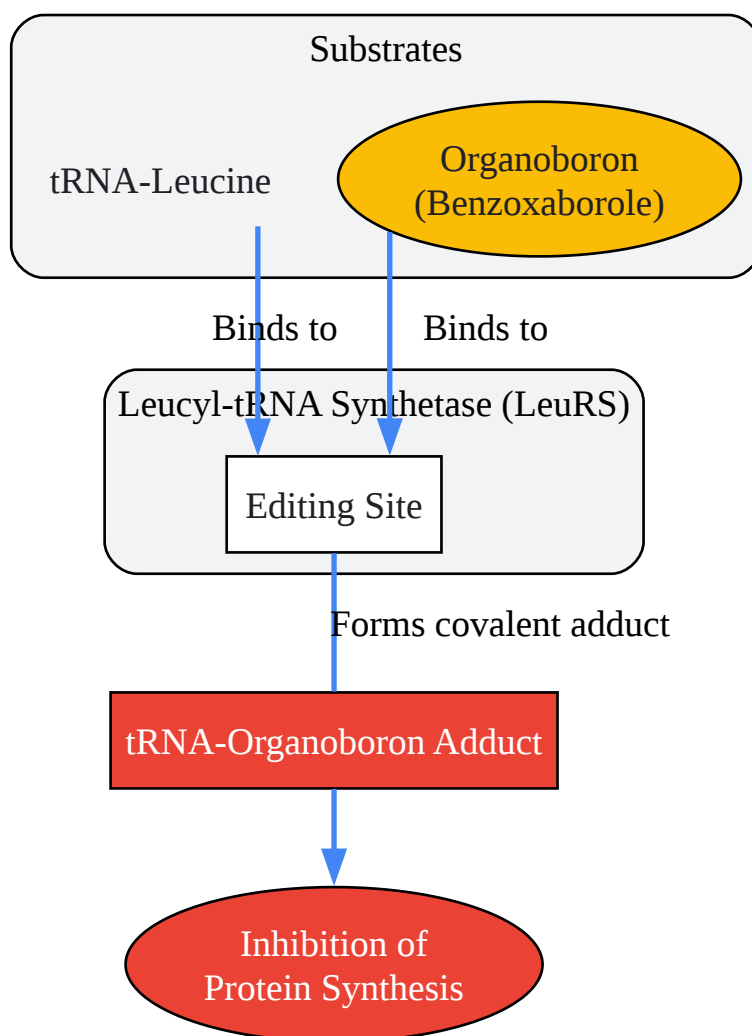 Substrates
tRNA-Leucine
Organoboron
(Benzoxaborole)
Binds to
Binds to
Leucyl-tRNA Synthetase (LeuRS)
Editing Site
Forms covalent adduct
tRNA-Organoboron Adduct
Inhibition of
Protein Synthesis